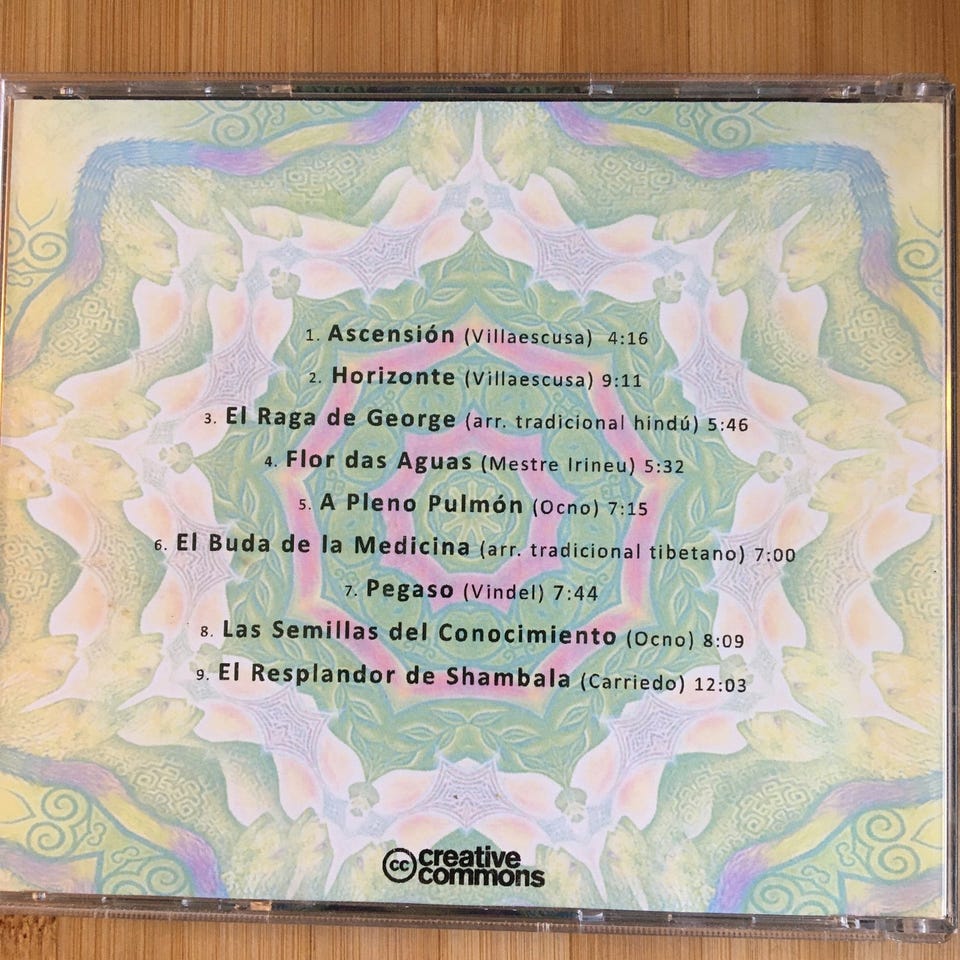 1. Ascensión (Villaescusa) 4:16
2. Horizonte (Villaescusa) 9:11
3. El Raga de George (arr. tradicional hindú) 5:46
4. Flor das Aguas (Mestre Irineu) 5:32
5. A Pleno Pulmón (Ocno) 7:15
6. El Buda de la Medicina (arr. tradicional tibetano) 7:00
7. Pegaso (Vindel) 7:44
8. Las Semillas del Conocimiento (Ocno) 8:09
9. El Resplandor de Shambala (Carriedo) 12:03
cc creative
commons